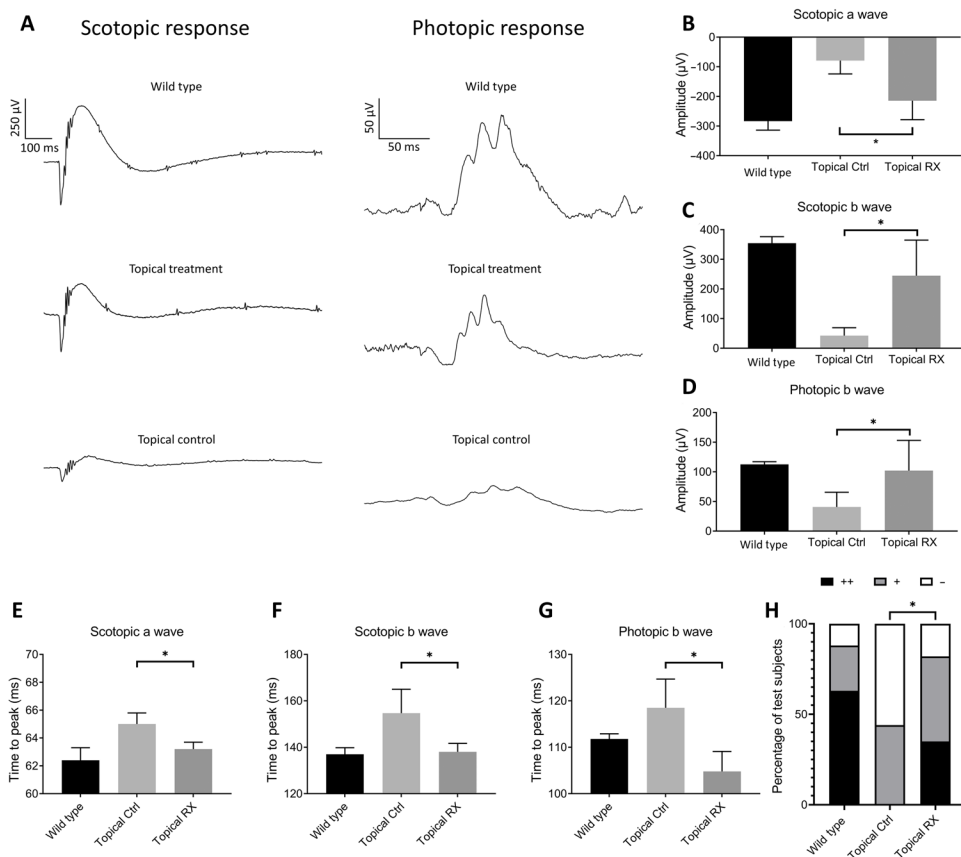 A
Scotopic response
Photopic response
Wild type
250 µV
100 ms
Wild type
50 µV
50 ms
Topical treatment
Topical treatment
Topical control
Topical control
B
Scotopic a wave
Amplitude (µV)
0
–100
–200
–300
–400
*
Wild type
Topical Ctrl
Topical RX
C
Scotopic b wave
Amplitude (µV)
400
300
200
100
0
*
Wild type
Topical Ctrl
Topical RX
D
Photopic b wave
Amplitude (µV)
200
150
100
50
0
*
Wild type
Topical Ctrl
Topical RX
E
Scotopic a wave
Time to peak (ms)
70
68
66
64
62
60
*
Wild type
Topical Ctrl
Topical RX
F
Scotopic b wave
Time to peak (ms)
180
160
140
120
*
Wild type
Topical Ctrl
Topical RX
G
Photopic b wave
Time to peak (ms)
130
120
110
100
*
Wild type
Topical Ctrl
Topical RX
H
++ + –
Percentage of test subjects
100
50
0
*
Wild type
Topical Ctrl
Topical RX